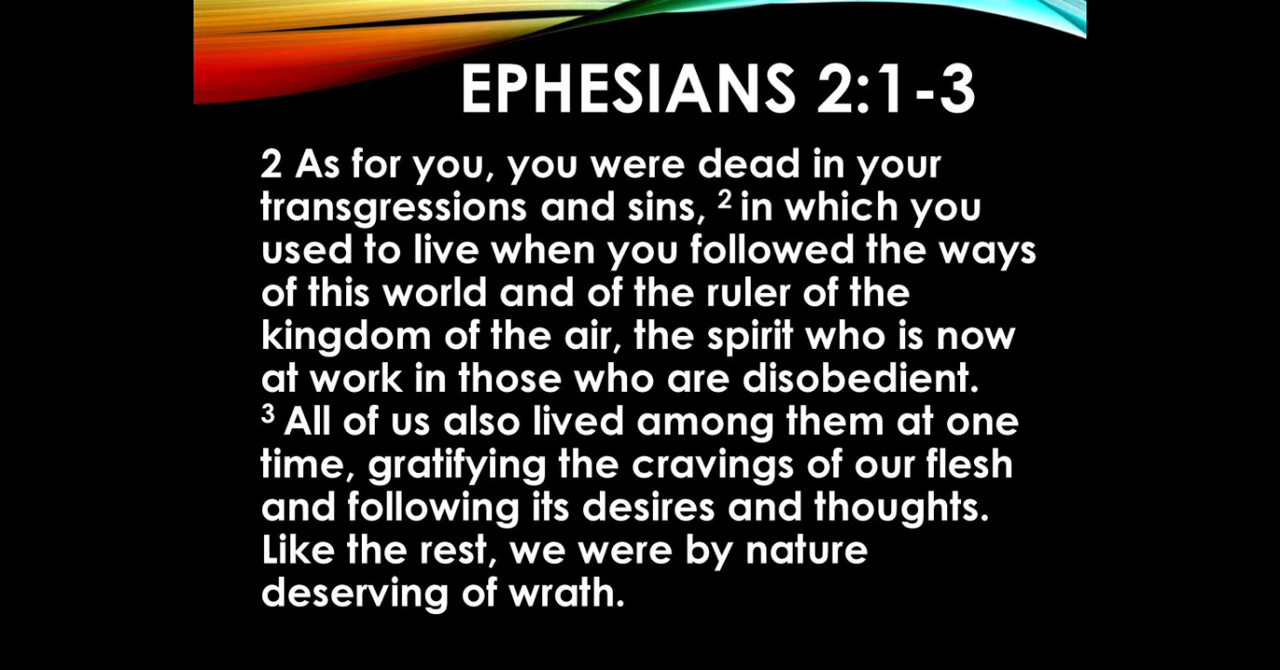 EPHESIANS 2:1-3
2 As for you, you were dead in your
transgressions and sins, ² in which you
used to live when you followed the ways
of this world and of the ruler of the
kingdom of the air, the spirit who is now
at work in those who are disobedient.
³ All of us also lived among them at one
time, gratifying the cravings of our flesh
and following its desires and thoughts.
Like the rest, we were by nature
deserving of wrath.